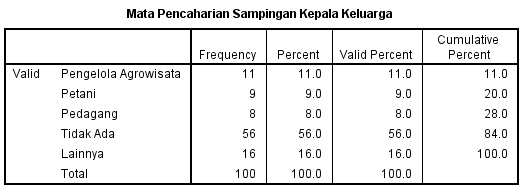 Mata Pencaharian Sampingan Kepala Keluarga
Frequency Percent Valid Percent Cumulative Percent
Valid Pengelola Agrowisata 11 11.0 11.0 11.0
Petani 9 9.0 9.0 20.0
Pedagang 8 8.0 8.0 28.0
Tidak Ada 56 56.0 56.0 84.0
Lainnya 16 16.0 16.0 100.0
Total 100 100.0 100.0